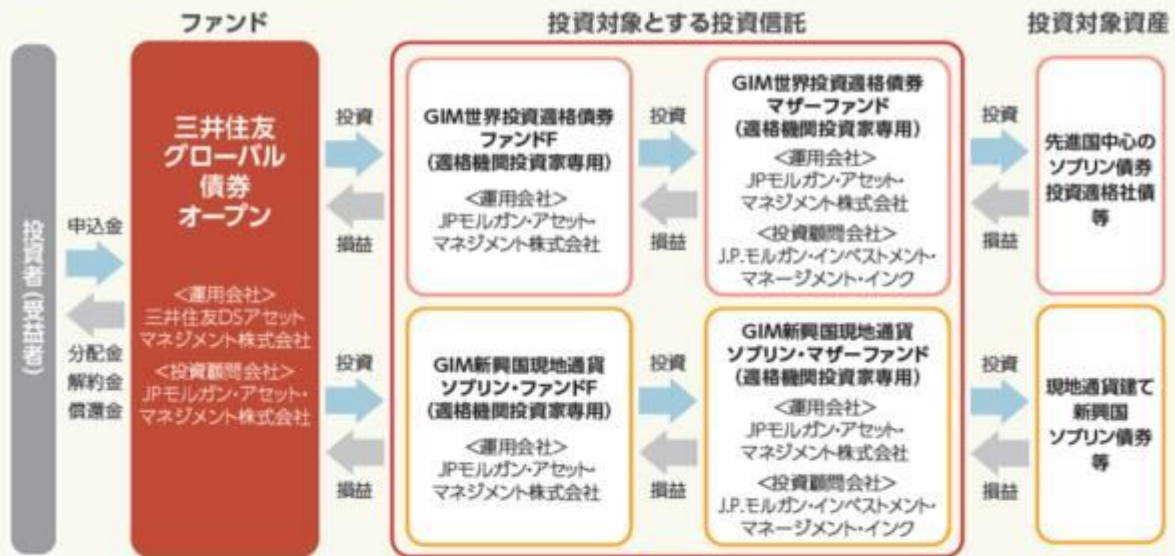 ファンド
投資対象とする投資信託
投資対象資産
投資者(受益者)
申込金
分配金
解約金
償還金
三井住友
グローバル
債券
オープン
<運用会社>
三井住友DSアセット
マネジメント株式会社
<投資顧問会社>
JPモルガン・アセット・
マネジメント株式会社
投資
損益
GIM世界投資適格債券
ファンドF
(適格機関投資家専用)
<運用会社>
JPモルガン・アセット・
マネジメント株式会社
投資
損益
GIM世界投資適格債券
マザーファンド
(適格機関投資家専用)
<運用会社>
JPモルガン・アセット・
マネジメント株式会社
<投資顧問会社>
J.P.モルガン・インベストメント・
マネージメント・インク
投資
損益
先進国中心の
ソブリン債券
投資適格社債
等
投資
損益
GIM新興国現地通貨
ソブリン・ファンドF
(適格機関投資家専用)
<運用会社>
JPモルガン・アセット・
マネジメント株式会社
投資
損益
GIM新興国現地通貨
ソブリン・マザーファンド
(適格機関投資家専用)
<運用会社>
JPモルガン・アセット・
マネジメント株式会社
<投資顧問会社>
J.P.モルガン・インベストメント・
マネージメント・インク
投資
損益
現地通貨建て
新興国
ソブリン債券
等